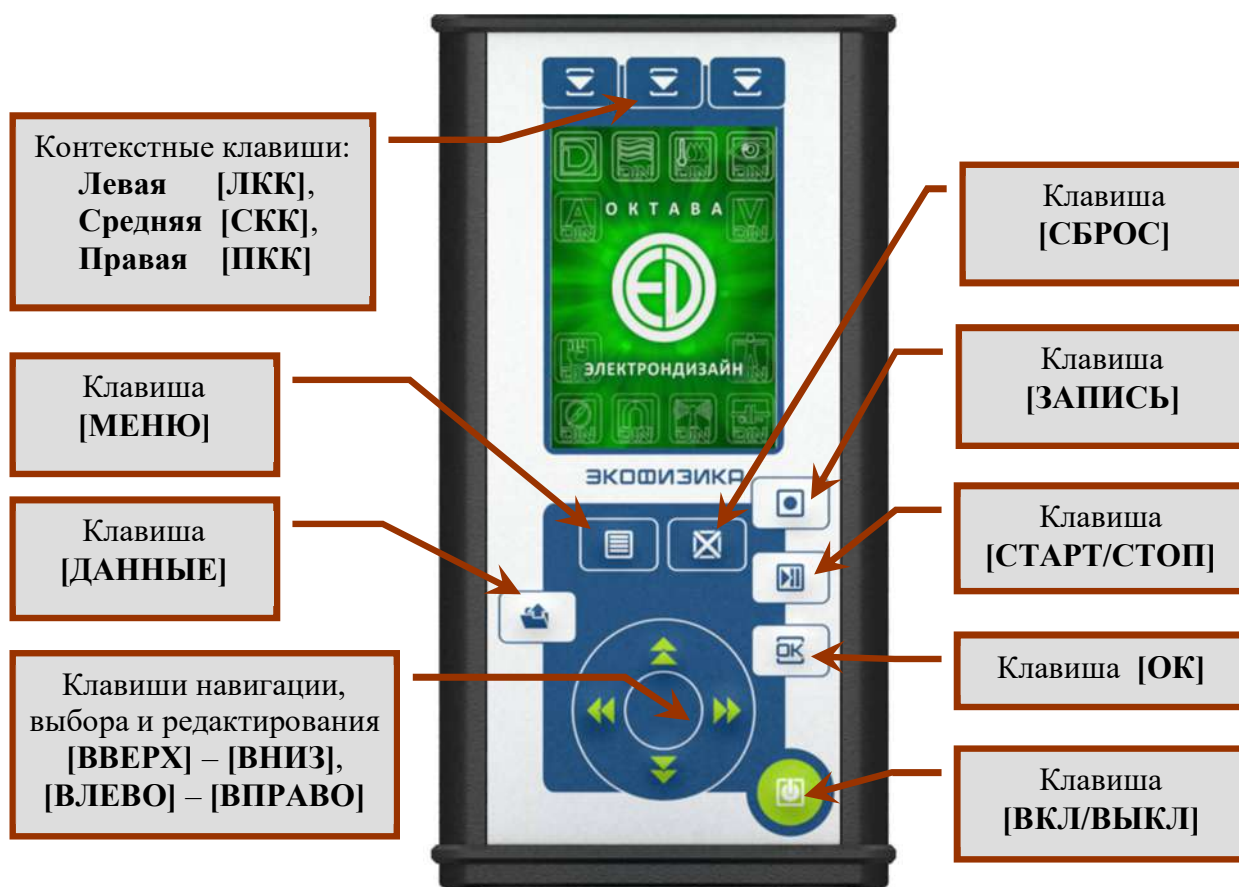 Контекстные клавиши:
Левая [ЛКК],
Средняя [СКК],
Правая [ПКК]
Клавиша
[МЕНЮ]
Клавиша
[ДАННЫЕ]
Клавиши навигации,
выбора и редактирования
[ВВЕРХ] – [ВНИЗ],
[ВЛЕВО] – [ВПРАВО]
ОКТАВА
ЭЛЕКТРОНДИЗАЙН
ЭКОФИЗИКА
OK
Клавиша
[СБРОС]
Клавиша
[ЗАПИСЬ]
Клавиша
[СТАРТ/СТОП]
Клавиша [ОК]
Клавиша
[ВКЛ/ВЫКЛ]